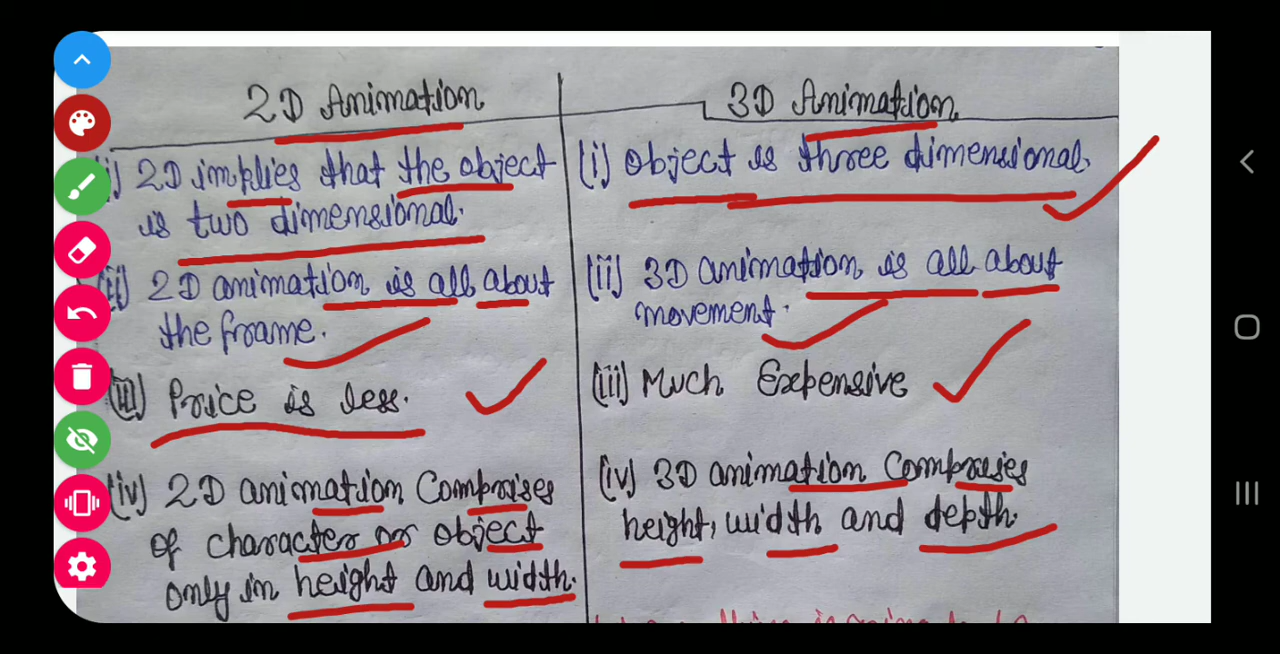 2D Animation
3D Animation
(i) 2D implies that the object
is two dimensional.
(ii) 2D animation is all about
the frame.
(iii) Price is less.
(iv) 2D animation Comprises
of character or object
only in height and width.
(i) object is three dimensional.
(ii) 3D animation is all about
movement.
(iii) Much Expensive
(iv) 3D animation Comprises
height, width and depth.